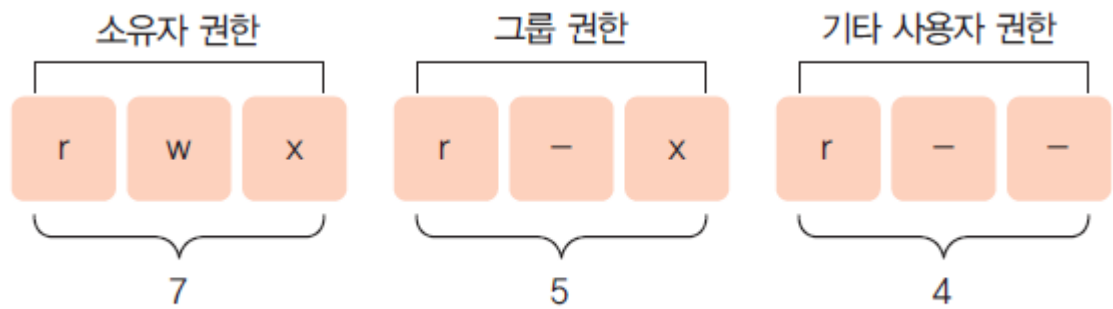 소유자 권한 그룹 권한 기타 사용자 권한
r w x r – x r – –
7 5 4